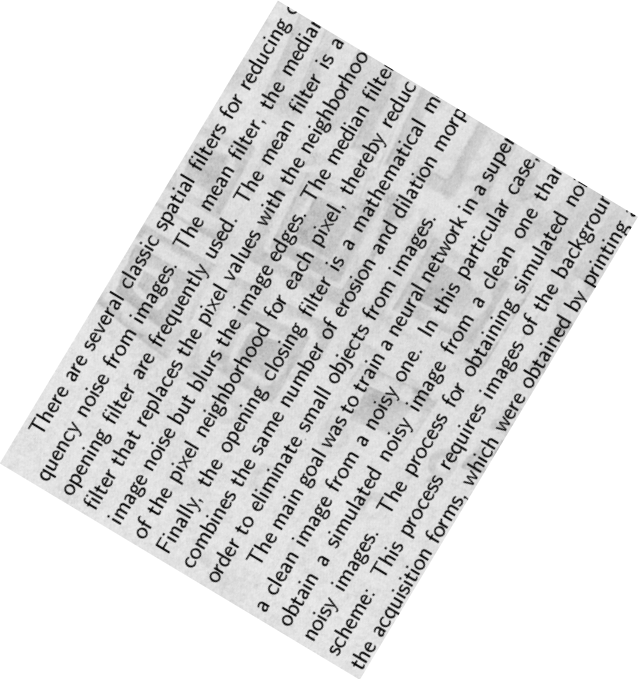 There are several classic spatial filters for reducing
quency noise from images. The mean filter, the media
opening filter are frequently used. The mean filter is a
filter that replaces the pixel values with the neighborhoo
image noise but blurs the image edges. The median filte
of the pixel neighborhood for each pixel, thereby reduc
Finally, the opening closing filter is a mathematical m
combines the same number of erosion and dilation morp
order to eliminate small objects from images.
The main goal was to train a neural network in a supe
a clean image from a noisy one. In this particular case,
obtain a simulated noisy image from a clean one than
noisy images. The process for obtaining simulated no
scheme: This process requires images of the backgroun
the acquisition forms, which were obtained by printing